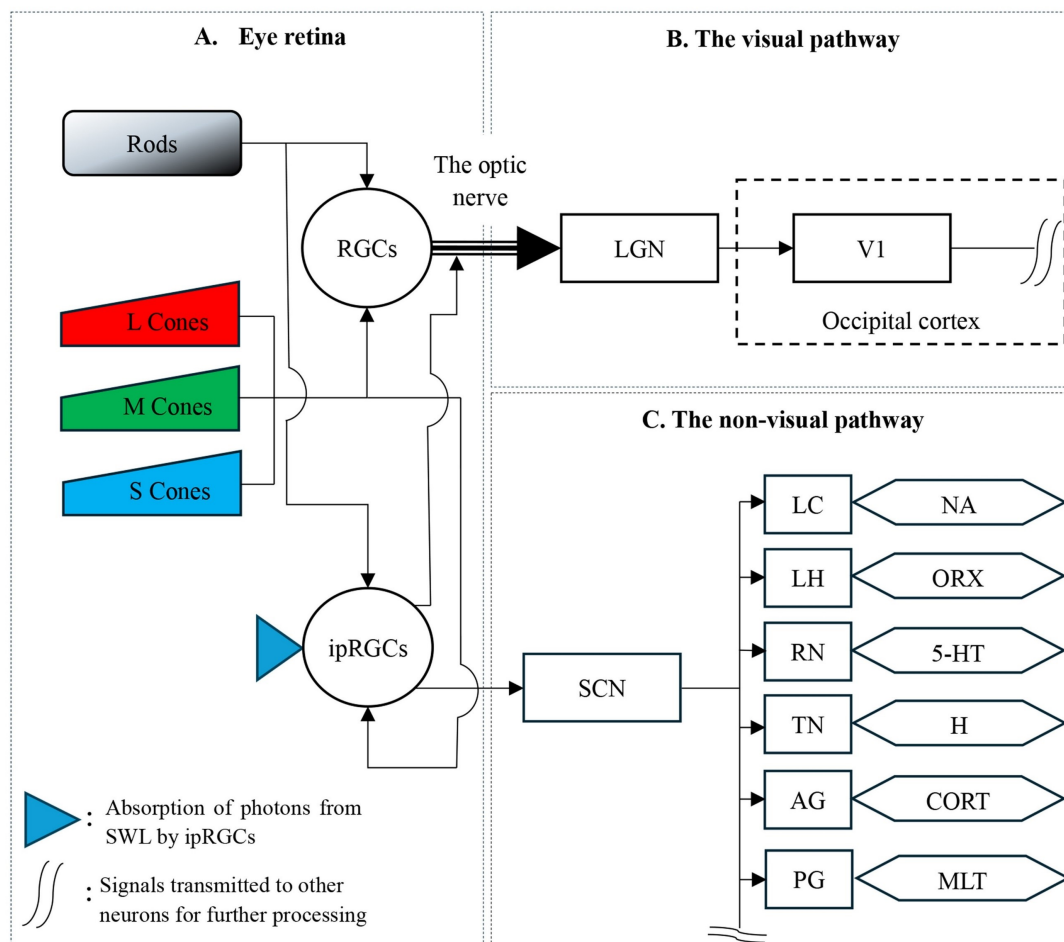 A. Eye retina
Rods
L Cones
M Cones
S Cones
RGCs
ipRGCs
The optic
nerve
: Absorption of photons from
SWL by ipRGCs
: Signals transmitted to other
neurons for further processing
B. The visual pathway
LGN
V1
Occipital cortex
C. The non-visual pathway
SCN
LC NA
LH ORX
RN 5-HT
TN H
AG CORT
PG MLT